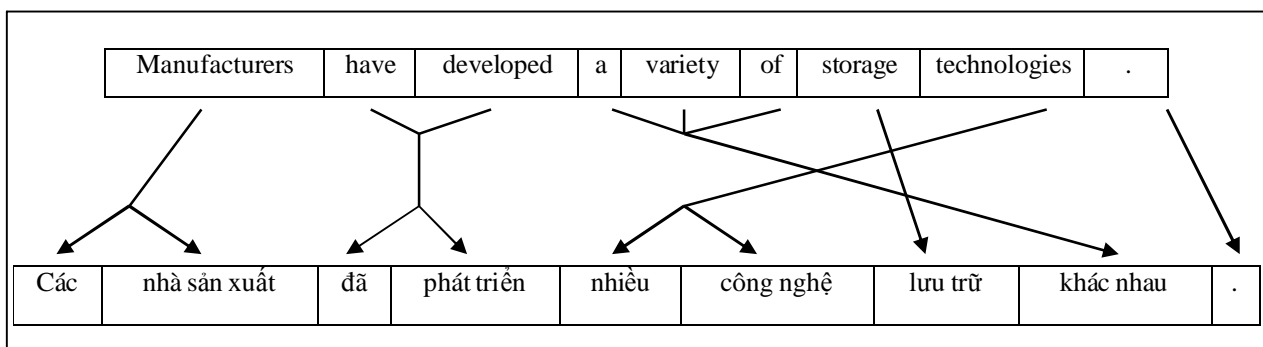 Manufacturers have developed a variety of storage technologies .
Các nhà sản xuất đã phát triển nhiều công nghệ lưu trữ khác nhau .